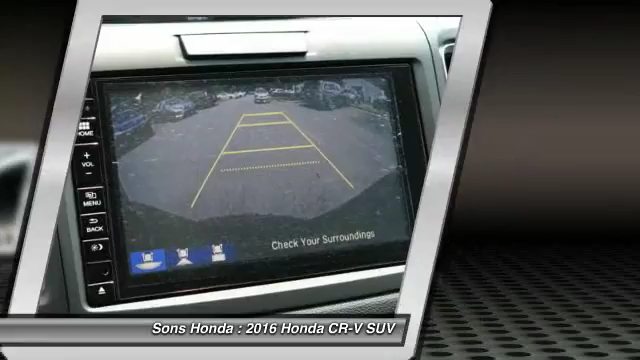 HOME
+
VOL
-
MENU
BACK
Check Your Surroundings
Sons Honda : 2016 Honda CR-V SUV